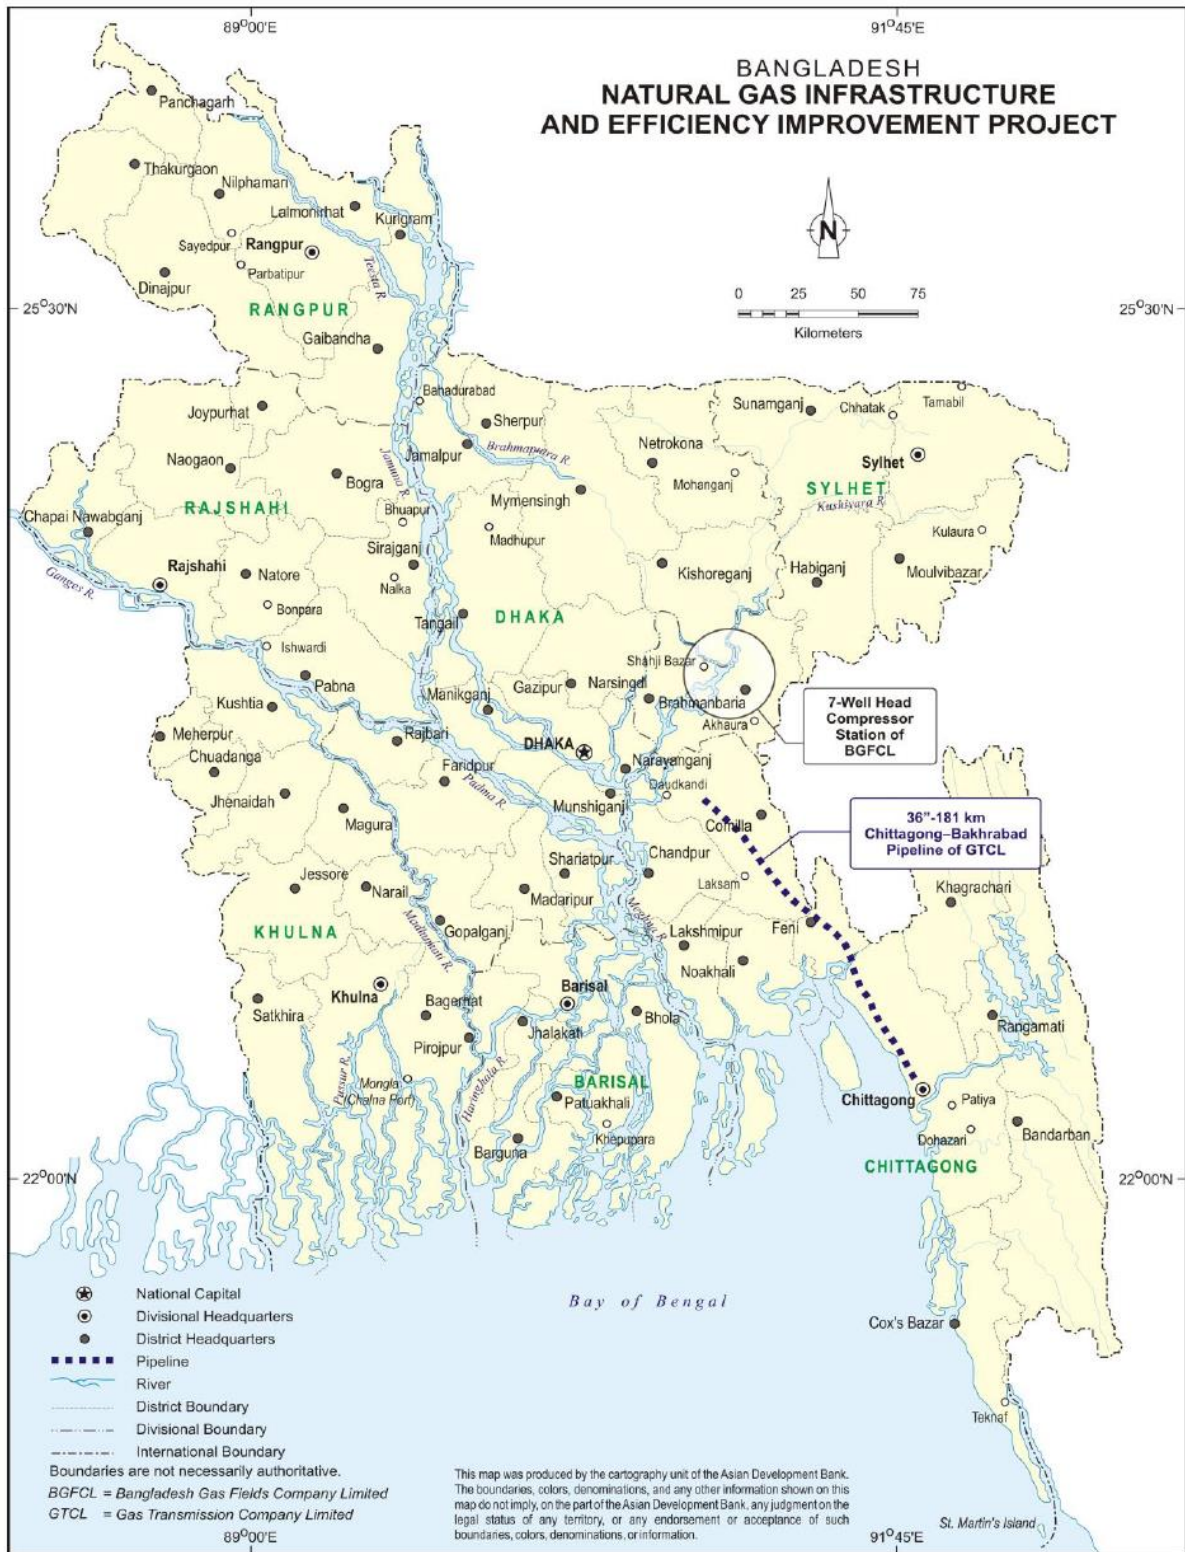 89°00'E
91°45'E
BANGLADESH
NATURAL GAS INFRASTRUCTURE
AND EFFICIENCY IMPROVEMENT PROJECT
N
0 25 50 75
Kilometers
25°30'N
25°30'N
Panchagarh
Thakurgaon
Nilphamari
Lalmonirhat
Kurigram
Sayedpur
Rangpur
Parbatipur
Dinajpur
Teesta R.
RANGPUR
Gaibandha
Bahadurabad
Joypurhat
Sherpur
Jamalpur
Brahmaputra R.
Naogaon
Bogra
Jamuna R.
Netrokona
Mohanganj
Sunamganj
Chhatak
Tamabil
Sylhet
SYLHET
Kushiyara R.
RAJSHAHI
Bhuapur
Mymensingh
Madhupur
Kulaura
Chapai Nawabganj
Sirajganj
Rajshahi
Natore
Nalka
Kishoreganj
Habiganj
Moulvibazar
Ganges R.
Bonpara
Tangail
DHAKA
Ishwardi
Shahji Bazar
Pabna
Manikganj
Gazipur
Narsingdi
Brahmanbaria
Kushtia
Akhaura
7-Well Head
Compressor
Station of
BGFCL
Meherpur
Rajbari
DHAKA
Chuadanga
Faridpur
Narayanganj
Daudkandi
Jhenaidah
Padma R.
Munshiganj
Magura
Comilla
36"-181 km
Chittagong–Bakhrabad
Pipeline of GTCL
Shariatpur
Chandpur
Jessore
Narail
Madaripur
Laksam
Khagrachari
Meghna R.
KHULNA
Gopalganj
Modhumati R.
Lakshmipur
Feni
Noakhali
Khulna
Barisal
Satkhira
Bagerhat
Jhalakati
Bhola
Rangamati
Pirojpur
Pussur R.
Mongla
(Chalna Port)
Haringhata R.
BARISAL
Patuakhali
Chittagong
Patiya
Khepupara
Dohazari
Bandarban
Barguna
CHITTAGONG
22°00'N
22°00'N
Bay of Bengal
Cox's Bazar
Teknaf
St. Martin's Island
National Capital
Divisional Headquarters
District Headquarters
Pipeline
River
District Boundary
Divisional Boundary
International Boundary
Boundaries are not necessarily authoritative.
BGFCL = Bangladesh Gas Fields Company Limited
GTCL = Gas Transmission Company Limited
This map was produced by the cartography unit of the Asian Development Bank.
The boundaries, colors, denominations, and any other information shown on this
map do not imply, on the part of the Asian Development Bank, any judgment on the
legal status of any territory, or any endorsement or acceptance of such
boundaries, colors, denominations, or information.
89°00'E
91°45'E